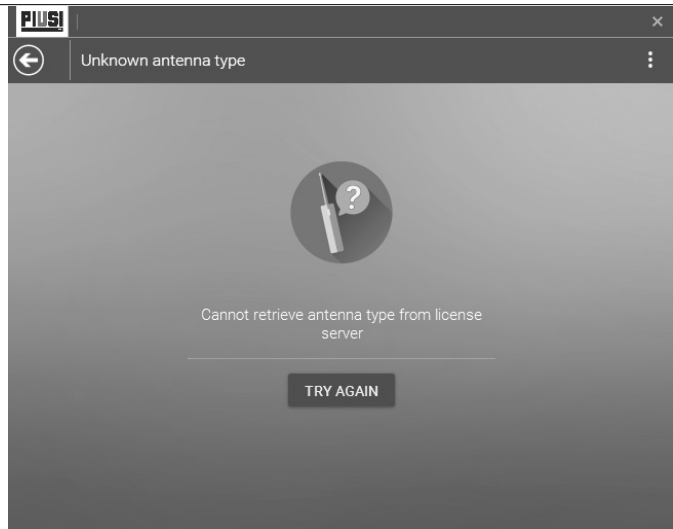 PIUSI
Unknown antenna type
?
Cannot retrieve antenna type from license
server
TRY AGAIN